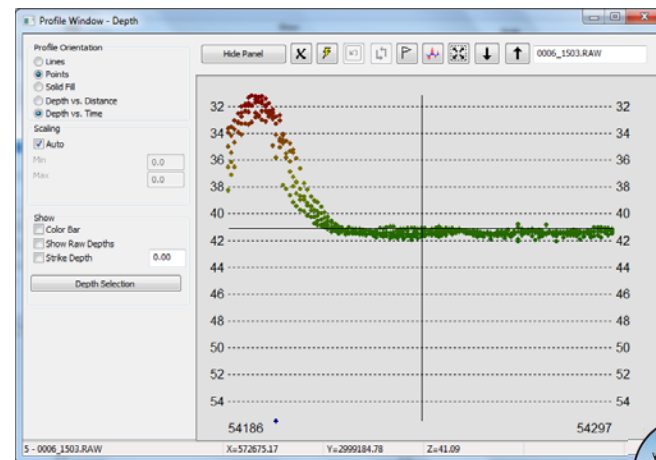 Profile Window - Depth
Profile Orientation
Lines
Points
Solid Fill
Depth vs. Distance
Depth vs. Time
Scaling
Auto
Min 0.0
Max 0.0
Show
Color Bar
Show Raw Depths
Strike Depth 0.00
Depth Selection
Hide Panel X 0006_1503.RAW
32 32
34 34
36 36
38 38
40 40
42 42
44 44
46 46
48 48
50 50
52 52
54 54
54186 54297
5 - 0006_1503.RAW X=572675.17 Y=2999184.78 Z=41.09